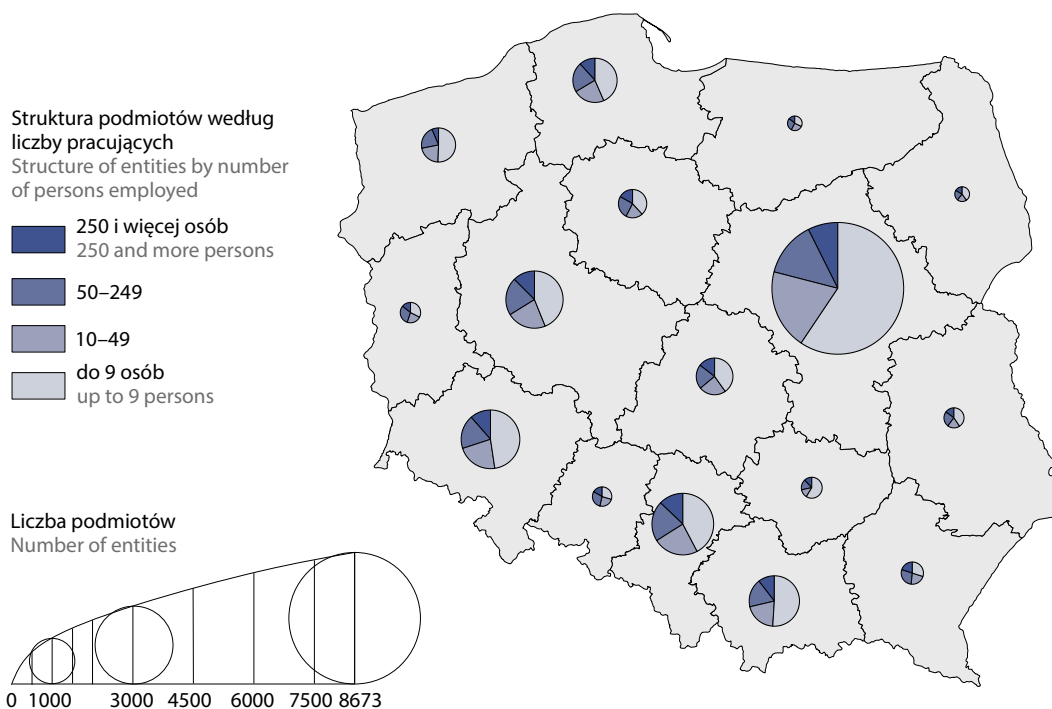 Struktura podmiotów według
liczby pracujących
Structure of entities by number
of persons employed
250 i więcej osób
250 and more persons
50–249
10–49
do 9 osób
up to 9 persons
Liczba podmiotów
Number of entities
0 1000 3000 4500 6000 7500 8673